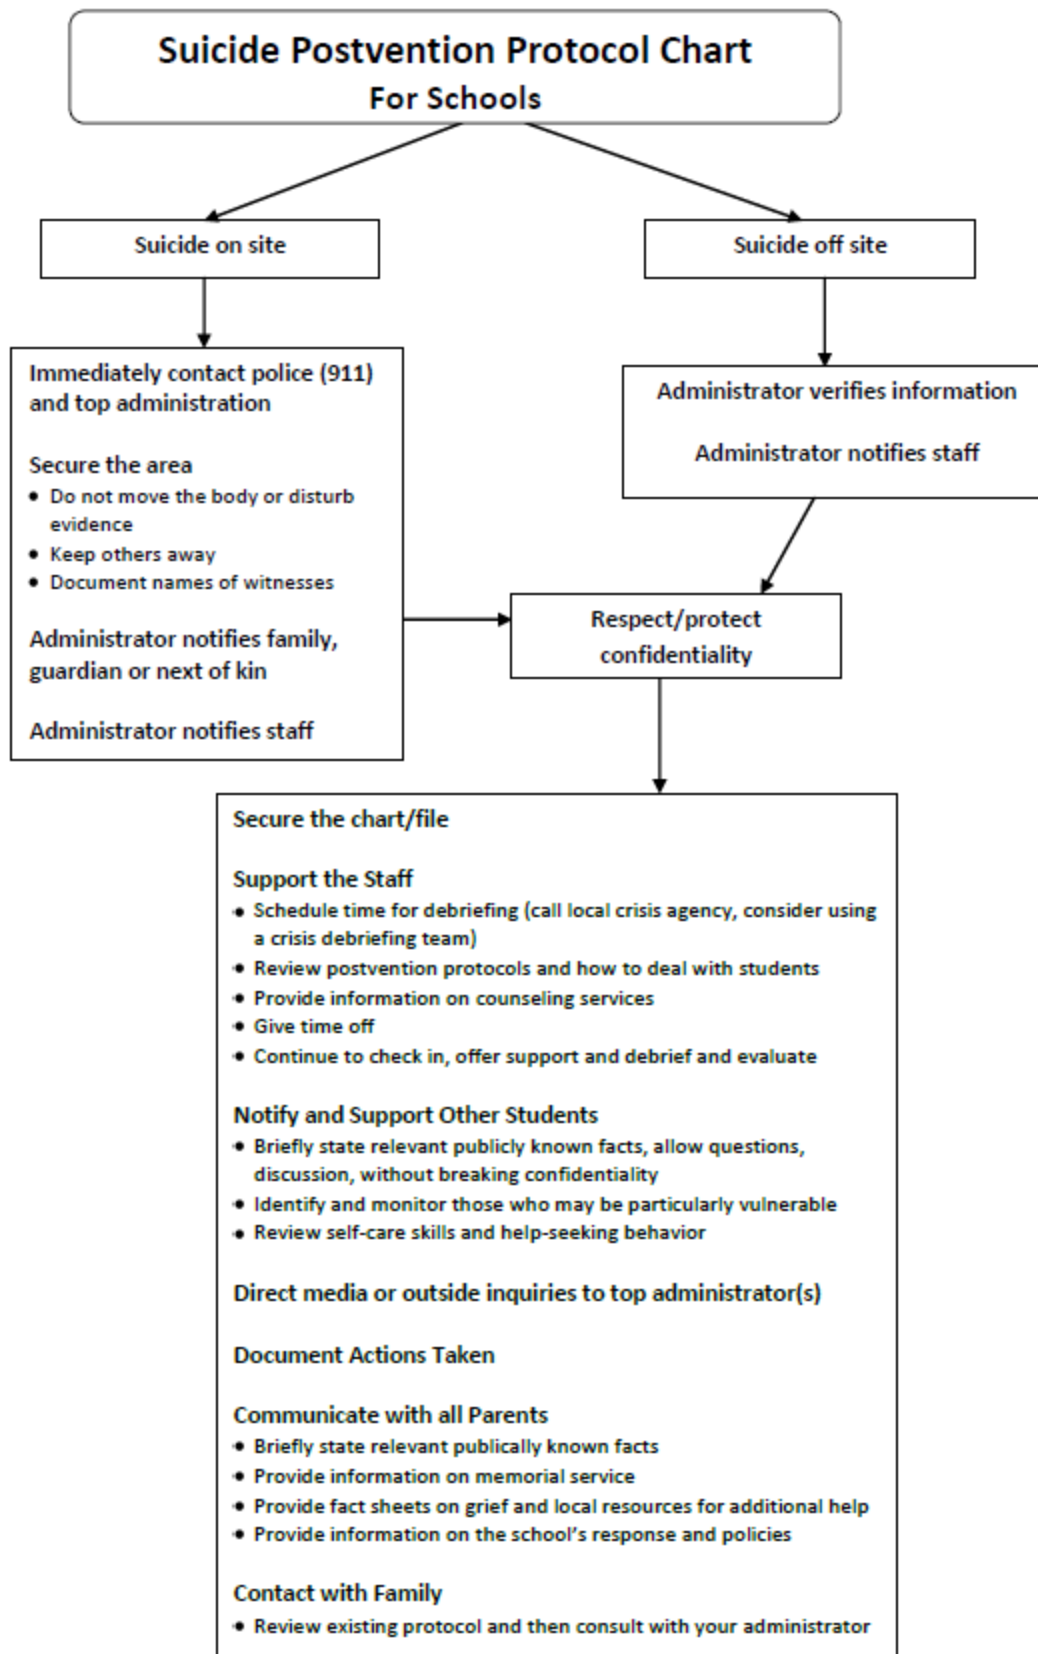 Suicide Postvention Protocol Chart
For Schools
Suicide on site
Suicide off site
Immediately contact police (911)
and top administration
Secure the area
• Do not move the body or disturb
evidence
• Keep others away
• Document names of witnesses
Administrator notifies family,
guardian or next of kin
Administrator notifies staff
Administrator verifies information
Administrator notifies staff
Respect/protect
confidentiality
Secure the chart/file
Support the Staff
• Schedule time for debriefing (call local crisis agency, consider using
a crisis debriefing team)
• Review postvention protocols and how to deal with students
• Provide information on counseling services
• Give time off
• Continue to check in, offer support and debrief and evaluate
Notify and Support Other Students
• Briefly state relevant publicly known facts, allow questions,
discussion, without breaking confidentiality
• Identify and monitor those who may be particularly vulnerable
• Review self-care skills and help-seeking behavior
Direct media or outside inquiries to top administrator(s)
Document Actions Taken
Communicate with all Parents
• Briefly state relevant publically known facts
• Provide information on memorial service
• Provide fact sheets on grief and local resources for additional help
• Provide information on the school's response and policies
Contact with Family
• Review existing protocol and then consult with your administrator